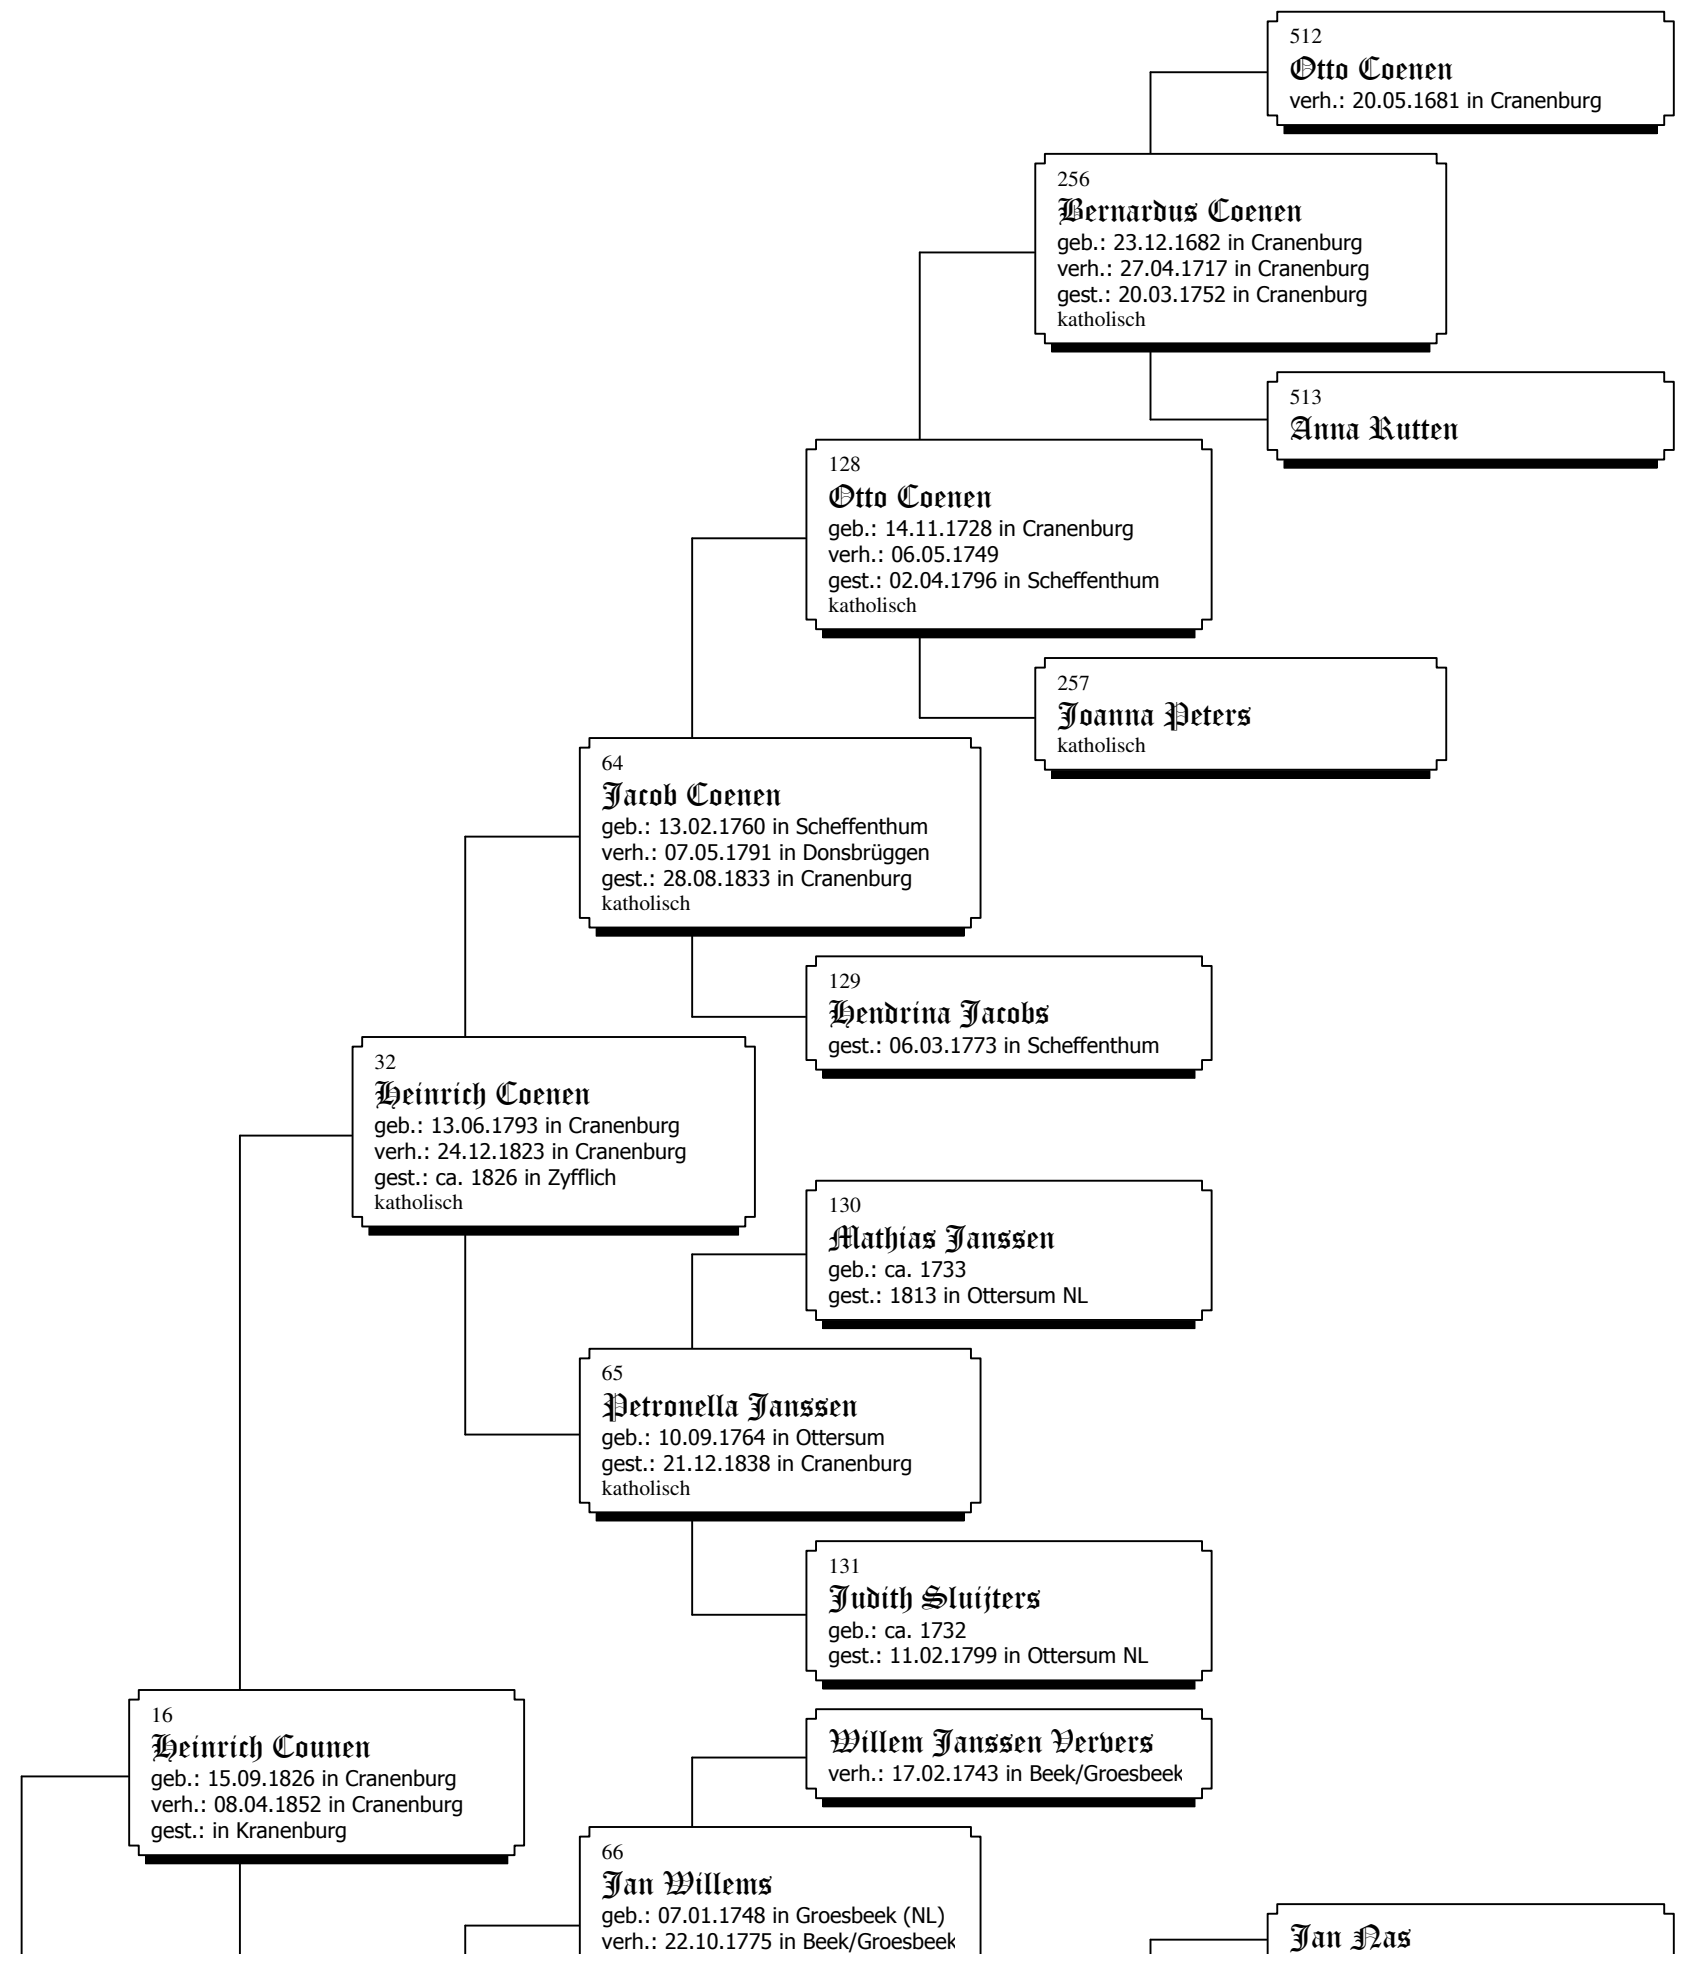 512
Otto Coenen
verh.: 20.05.1681 in Cranenburg
256
Bernardus Coenen
geb.: 23.12.1682 in Cranenburg
verh.: 27.04.1717 in Cranenburg
gest.: 20.03.1752 in Cranenburg
katholisch
513
Anna Rutten
128
Otto Coenen
geb.: 14.11.1728 in Cranenburg
verh.: 06.05.1749
gest.: 02.04.1796 in Scheffenthum
katholisch
257
Joanna Peters
katholisch
64
Jacob Coenen
geb.: 13.02.1760 in Scheffenthum
verh.: 07.05.1791 in Donsbrüggen
gest.: 28.08.1833 in Cranenburg
katholisch
129
Hendrina Jacobs
gest.: 06.03.1773 in Scheffenthum
32
Heinrich Coenen
geb.: 13.06.1793 in Cranenburg
verh.: 24.12.1823 in Cranenburg
gest.: ca. 1826 in Zyfflich
katholisch
130
Mathias Janssen
geb.: ca. 1733
gest.: 1813 in Ottersum NL
65
Petronella Janssen
geb.: 10.09.1764 in Ottersum
gest.: 21.12.1838 in Cranenburg
katholisch
131
Judith Sluijters
geb.: ca. 1732
gest.: 11.02.1799 in Ottersum NL
16
Heinrich Counen
geb.: 15.09.1826 in Cranenburg
verh.: 08.04.1852 in Cranenburg
gest.: in Kranenburg
Willem Janssen Ververs
verh.: 17.02.1743 in Beek/Groesbeek
66
Jan Willems
geb.: 07.01.1748 in Groesbeek (NL)
verh.: 22.10.1775 in Beek/Groesbeek
Jan Nas